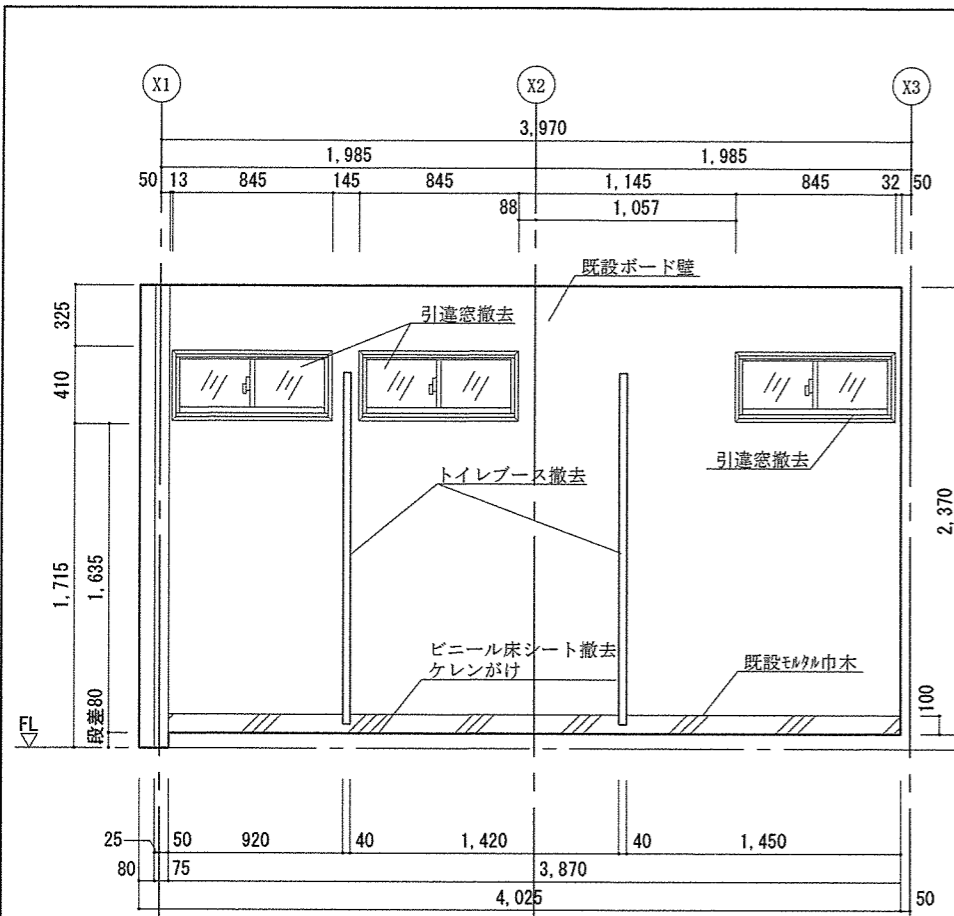 X1 X2 X3
3,970
1,985 1,985
50 13 845 145 845 1,145 845 32 50
88 1,057
既設ボード壁
325
引違窓撤去
410
引違窓撤去
トイレブース撤去
2,370
1,715
1,635
ビニール床シート撤去
ケレンがけ
既設モルタル巾木
段差80
100
FL
25 50 920 40 1,420 40 1,450
80 75 3,870
4,025 50